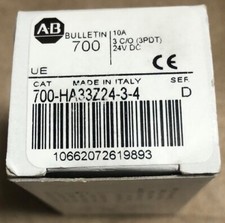 AB
BULLETIN
700
10A
3 C/O (3PDT)
24V DC
UE
CE
CAT
MADE IN ITALY
SER
700-HA33Z24-3-4
D
10662072619893